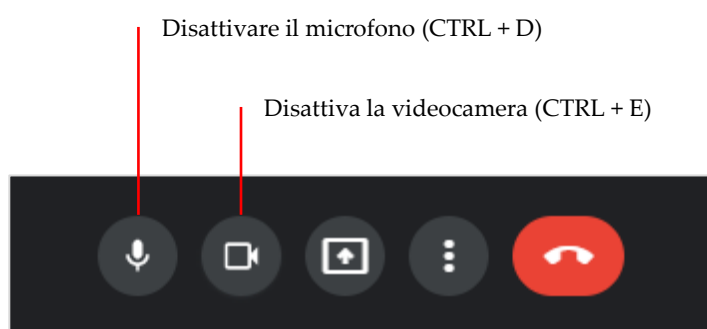 Disattivare il microfono (CTRL + D)
Disattiva la videocamera (CTRL + E)